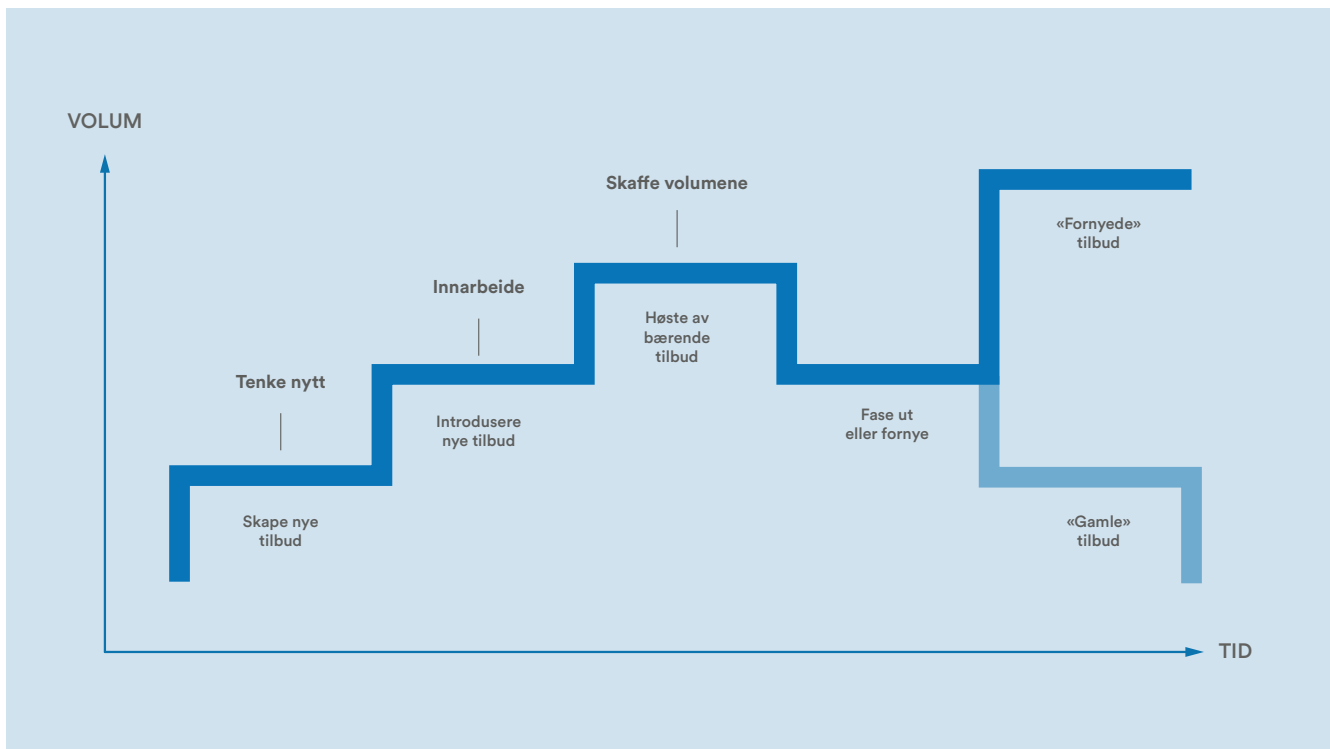 VOLUM
Skaffe volumene
«Fornyede»
tilbud
Innarbeide
Høste av
bærende
tilbud
Tenke nytt
Introdusere
nye tilbud
Fase ut
eller fornye
Skape nye
tilbud
«Gamle»
tilbud
TID